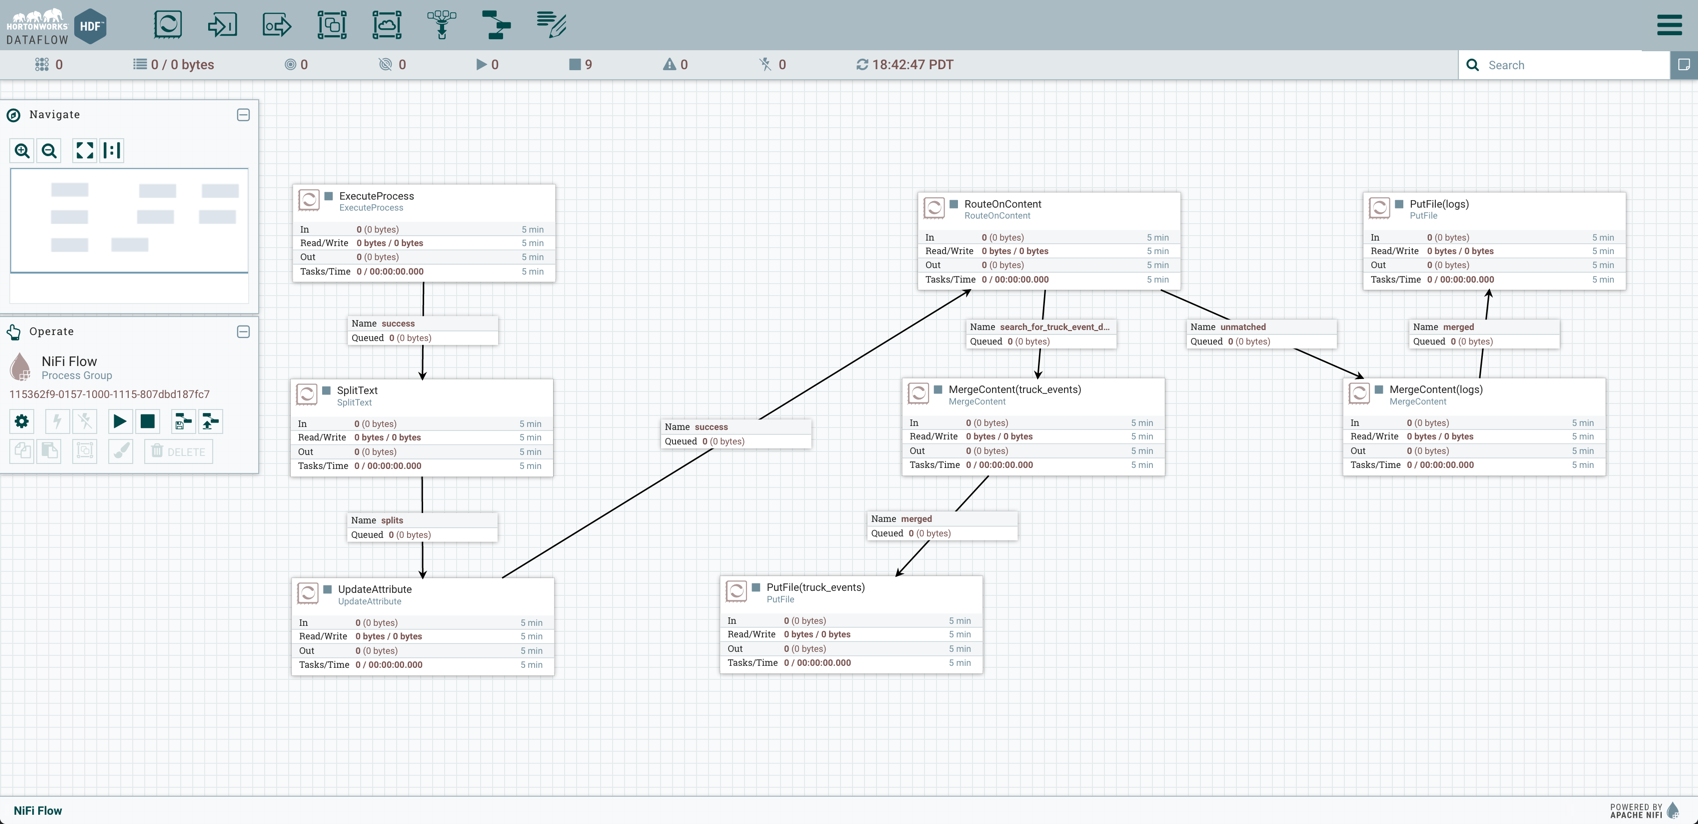 HORTONWORKS
DATAFLOW
HDF
0
0 / 0 bytes
0
0
0
9
0
0
18:42:47 PDT
Search
Navigate
Operate
NiFi Flow
Process Group
115362f9-0157-1000-1115-807dbd187fc7
DELETE
ExecuteProcess
ExecuteProcess
In 0 (0 bytes) 5 min
Read/Write 0 bytes / 0 bytes 5 min
Out 0 (0 bytes) 5 min
Tasks/Time 0 / 00:00:00.000 5 min
Name success
Queued 0 (0 bytes)
SplitText
SplitText
In 0 (0 bytes) 5 min
Read/Write 0 bytes / 0 bytes 5 min
Out 0 (0 bytes) 5 min
Tasks/Time 0 / 00:00:00.000 5 min
Name splits
Queued 0 (0 bytes)
UpdateAttribute
UpdateAttribute
In 0 (0 bytes) 5 min
Read/Write 0 bytes / 0 bytes 5 min
Out 0 (0 bytes) 5 min
Tasks/Time 0 / 00:00:00.000 5 min
Name success
Queued 0 (0 bytes)
RouteOnContent
RouteOnContent
In 0 (0 bytes) 5 min
Read/Write 0 bytes / 0 bytes 5 min
Out 0 (0 bytes) 5 min
Tasks/Time 0 / 00:00:00.000 5 min
Name search_for_truck_event_d...
Queued 0 (0 bytes)
Name unmatched
Queued 0 (0 bytes)
MergeContent(truck_events)
MergeContent
In 0 (0 bytes) 5 min
Read/Write 0 bytes / 0 bytes 5 min
Out 0 (0 bytes) 5 min
Tasks/Time 0 / 00:00:00.000 5 min
Name merged
Queued 0 (0 bytes)
PutFile(truck_events)
PutFile
In 0 (0 bytes) 5 min
Read/Write 0 bytes / 0 bytes 5 min
Out 0 (0 bytes) 5 min
Tasks/Time 0 / 00:00:00.000 5 min
PutFile(logs)
PutFile
In 0 (0 bytes) 5 min
Read/Write 0 bytes / 0 bytes 5 min
Out 0 (0 bytes) 5 min
Tasks/Time 0 / 00:00:00.000 5 min
Name merged
Queued 0 (0 bytes)
MergeContent(logs)
MergeContent
In 0 (0 bytes) 5 min
Read/Write 0 bytes / 0 bytes 5 min
Out 0 (0 bytes) 5 min
Tasks/Time 0 / 00:00:00.000 5 min
NiFi Flow
POWERED BY
APACHE NIFI